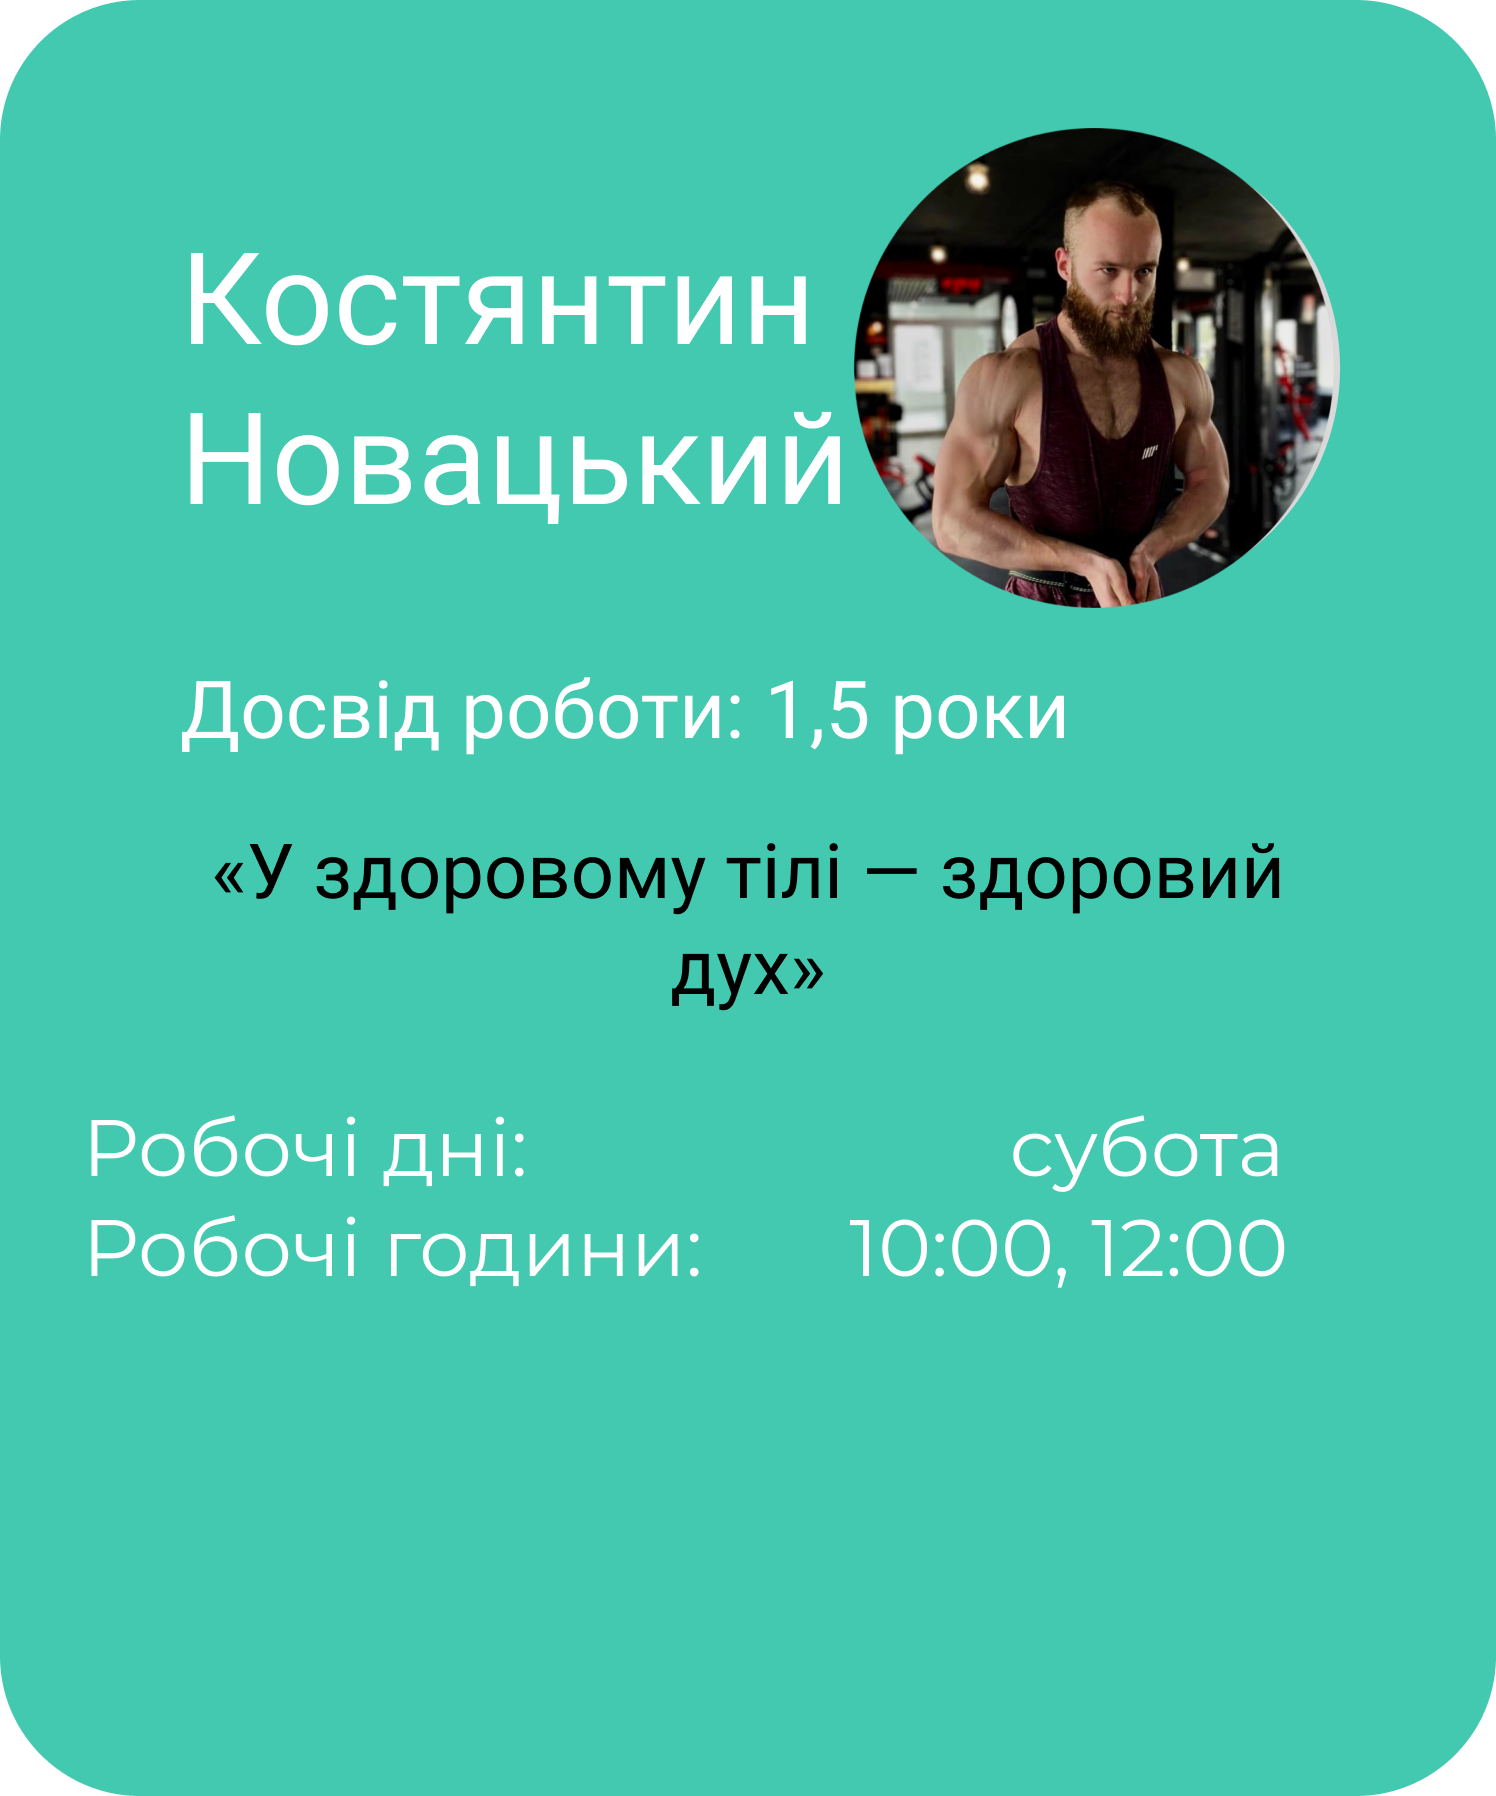 Костянтин
Новацький
Досвід роботи: 1,5 роки
«У здоровому тілі — здоровий
дух»
Робочі дні: субота
Робочі години: 10:00, 12:00